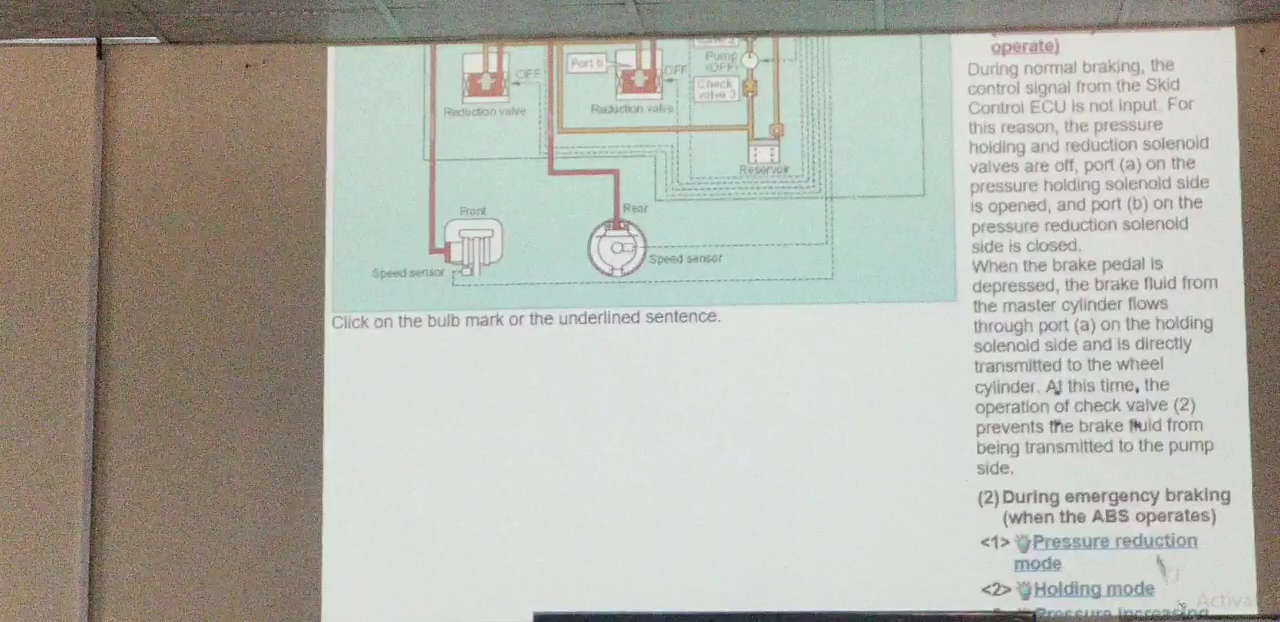 Port b
OFF
OFF
Pump
(OFF)
Check
valve 3
Reduction valve
Reduction valve
Reservoir
Front
Rear
Speed sensor
Speed sensor
Click on the bulb mark or the underlined sentence.
operate)
During normal braking, the
control signal from the Skid
Control ECU is not input. For
this reason, the pressure
holding and reduction solenoid
valves are off, port (a) on the
pressure holding solenoid side
is opened, and port (b) on the
pressure reduction solenoid
side is closed.
When the brake pedal is
depressed, the brake fluid from
the master cylinder flows
through port (a) on the holding
solenoid side and is directly
transmitted to the wheel
cylinder. At this time, the
operation of check valve (2)
prevents the brake fluid from
being transmitted to the pump
side.
(2) During emergency braking
(when the ABS operates)
<1> Pressure reduction
mode
<2> Holding mode
Pressure increasing
Activa